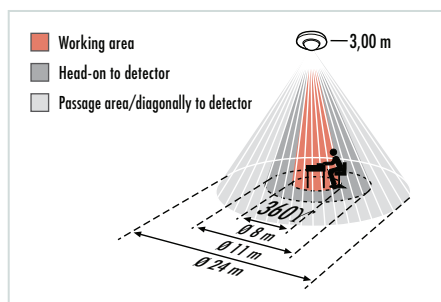 Working area
Head-on to detector
Passage area/diagonally to detector
3,00 m
360°
Ø 8 m
Ø 11 m
Ø 24 m